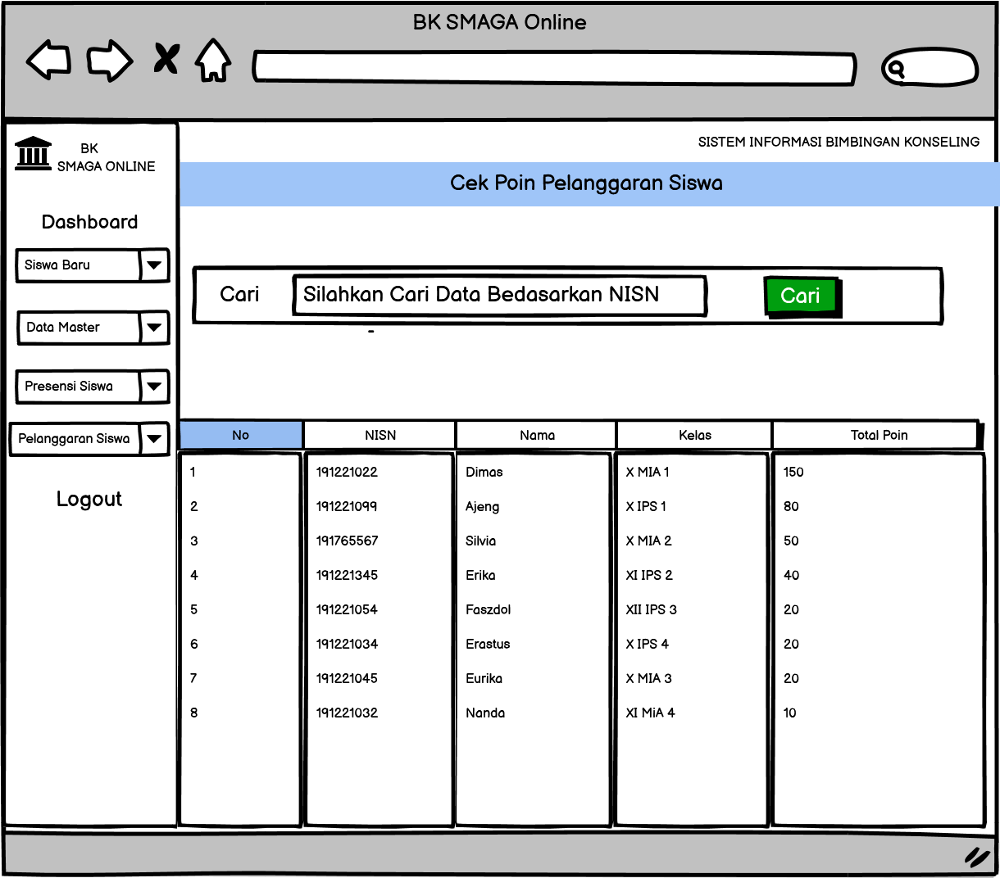 BK SMAGA Online
BK
SMAGA ONLINE
SISTEM INFORMASI BIMBINGAN KONSELING
Cek Poin Pelanggaran Siswa
Dashboard
Siswa Baru
Data Master
Presensi Siswa
Pelanggaran Siswa
Logout
Cari Silahkan Cari Data Bedasarkan NISN Cari
No NISN Nama Kelas Total Poin
1 191221022 Dimas X MIA 1 150
2 191221099 Ajeng X IPS 1 80
3 191765567 Silvia X MIA 2 50
4 191221345 Erika XI IPS 2 40
5 191221054 Faszdol XII IPS 3 20
6 191221034 Erastus X IPS 4 20
7 191221045 Eurika X MIA 3 20
8 191221032 Nanda XI MiA 4 10